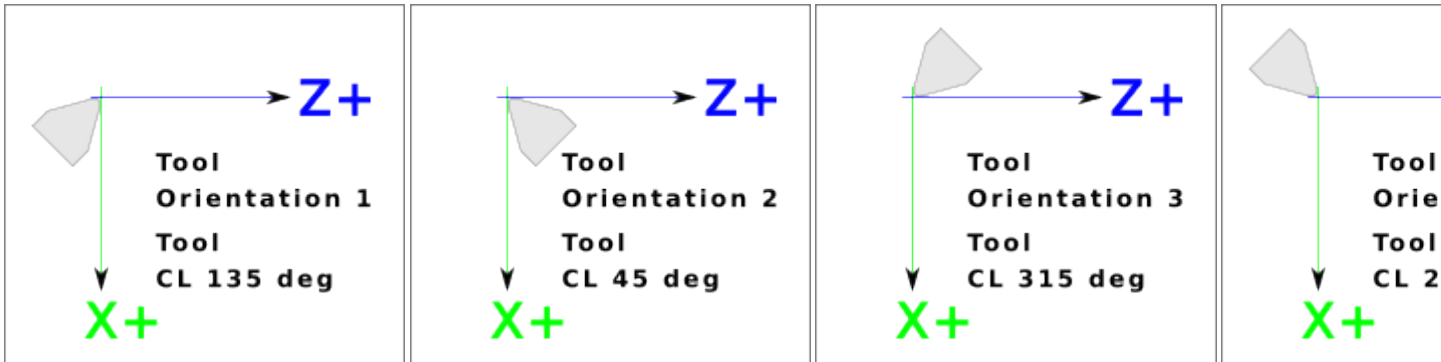 Z+
Tool
Orientation 1
Tool
CL 135 deg
X+
Z+
Tool
Orientation 2
Tool
CL 45 deg
X+
Z+
Tool
Orientation 3
Tool
CL 315 deg
X+
Tool
Tool
CL
X+